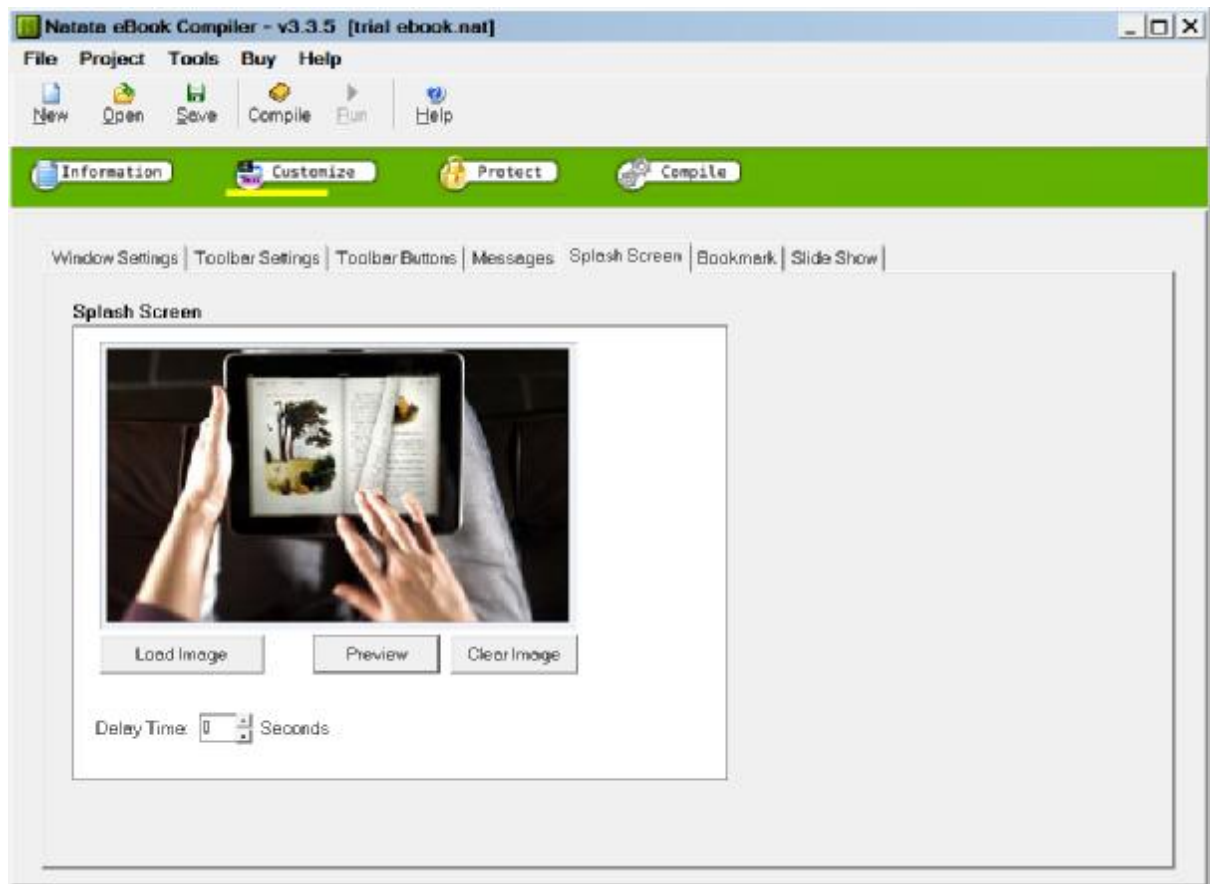 Natata eBook Compiler - v3.3.5 [trial ebook.nat]
File Project Tools Buy Help
New Open Save Compile Run Help
Information Customize Protect Compile
Window Settings Toolbar Settings Toolbar Buttons Messages Splash Screen Bookmark Slide Show
Splash Screen
Load Image Preview Clear Image
Delay Time: 0 Seconds